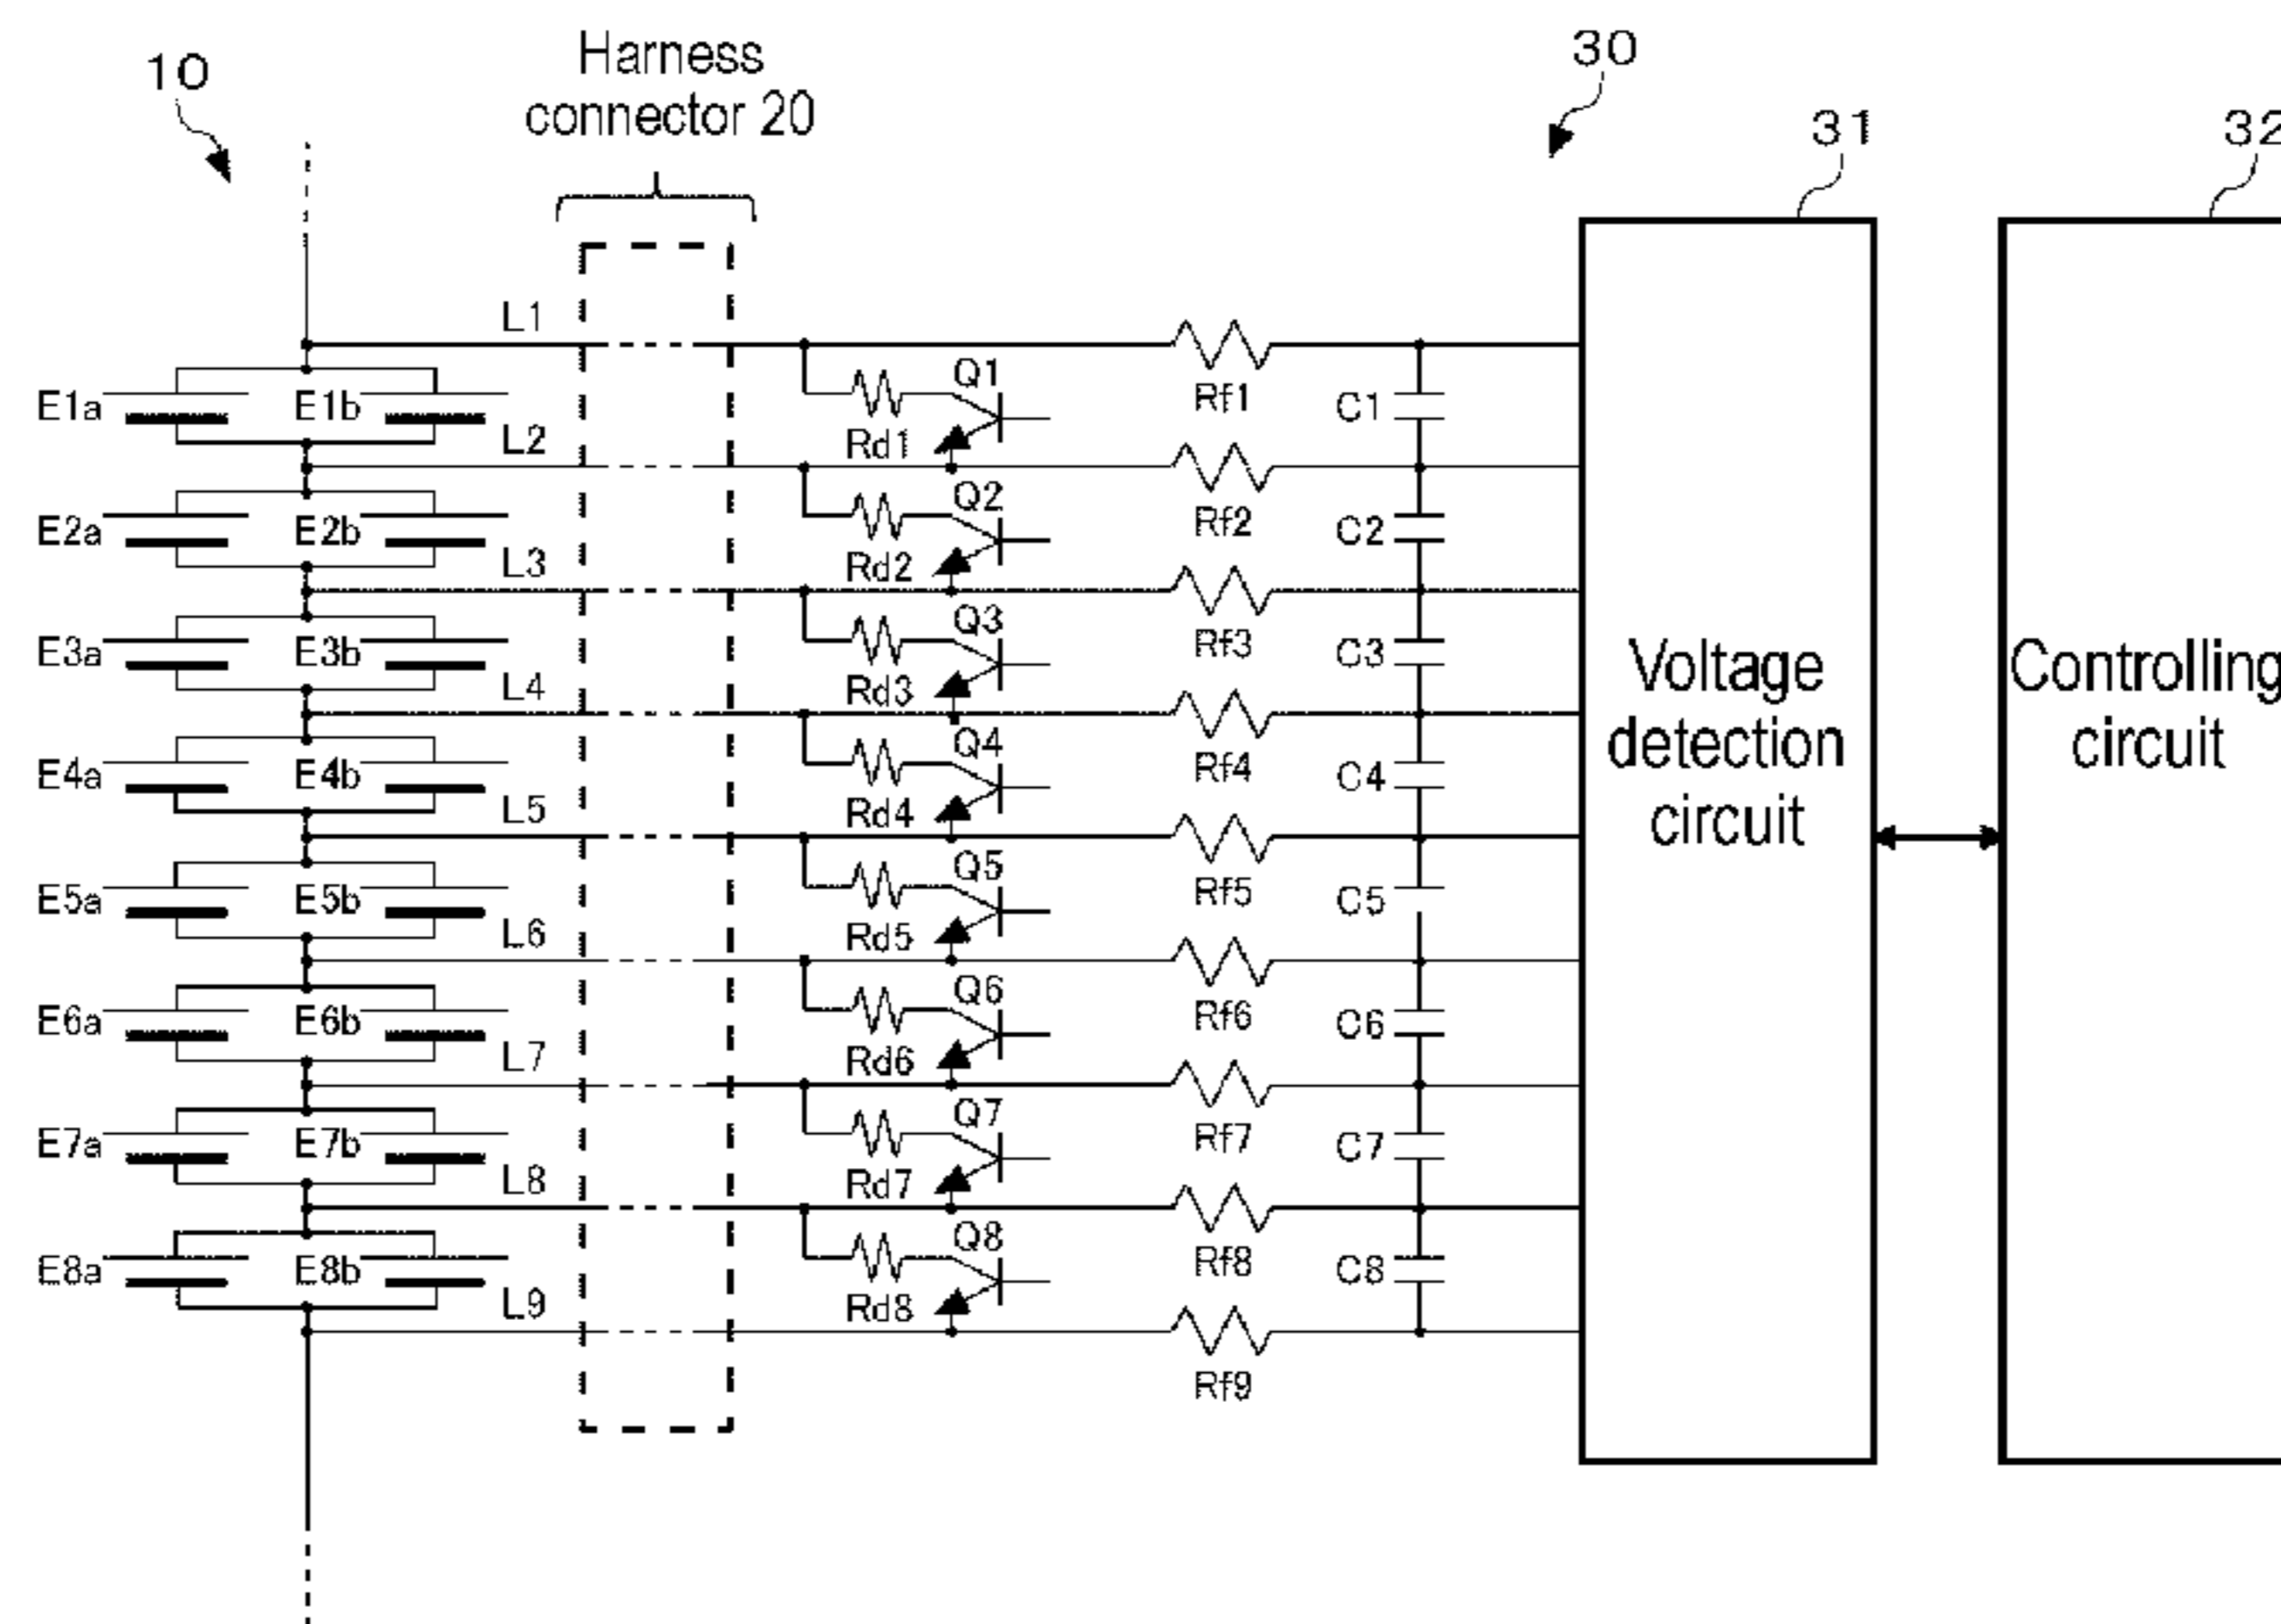 10
Harness
connector 20
30
31
32
L1
E1a
E1b
Q1
Rd1
Rf1
C1
L2
E2a
E2b
Q2
Rd2
Rf2
C2
L3
E3a
E3b
Q3
Rd3
Rf3
C3
L4
E4a
E4b
Q4
Rd4
Rf4
C4
L5
E5a
E5b
Q5
Rd5
Rf5
C5
L6
E6a
E6b
Q6
Rd6
Rf6
C6
L7
E7a
E7b
Q7
Rd7
Rf7
C7
L8
E8a
E8b
Q8
Rd8
Rf8
C8
L9
Rf9
Voltage
detection
circuit
Controlling
circuit